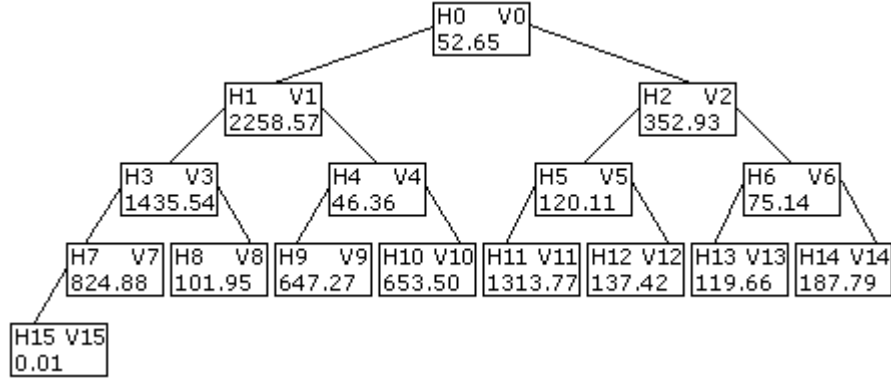 H0 V0
52.65
H1 V1
2258.57
H2 V2
352.93
H3 V3
1435.54
H4 V4
46.36
H5 V5
120.11
H6 V6
75.14
H7 V7
824.88
H8 V8
101.95
H9 V9
647.27
H10 V10
653.50
H11 V11
1313.77
H12 V12
137.42
H13 V13
119.66
H14 V14
187.79
H15 V15
0.01